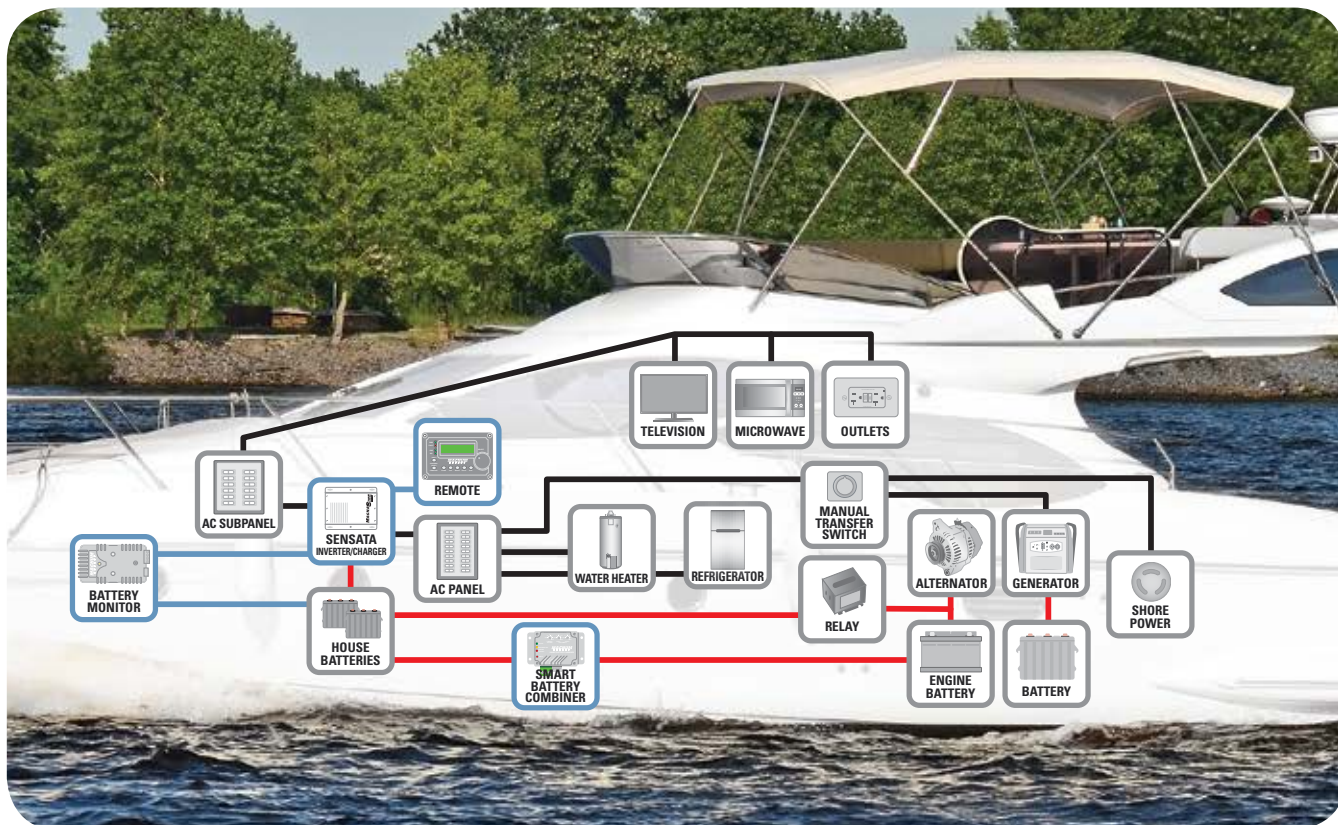 TELEVISION
MICROWAVE
OUTLETS
REMOTE
AC SUBPANEL
SENSATA
INVERTER/CHARGER
MANUAL
TRANSFER
SWITCH
BATTERY
MONITOR
AC PANEL
WATER HEATER
REFRIGERATOR
ALTERNATOR
GENERATOR
SHORE
POWER
HOUSE
BATTERIES
RELAY
SMART
BATTERY
COMBINER
ENGINE
BATTERY
BATTERY